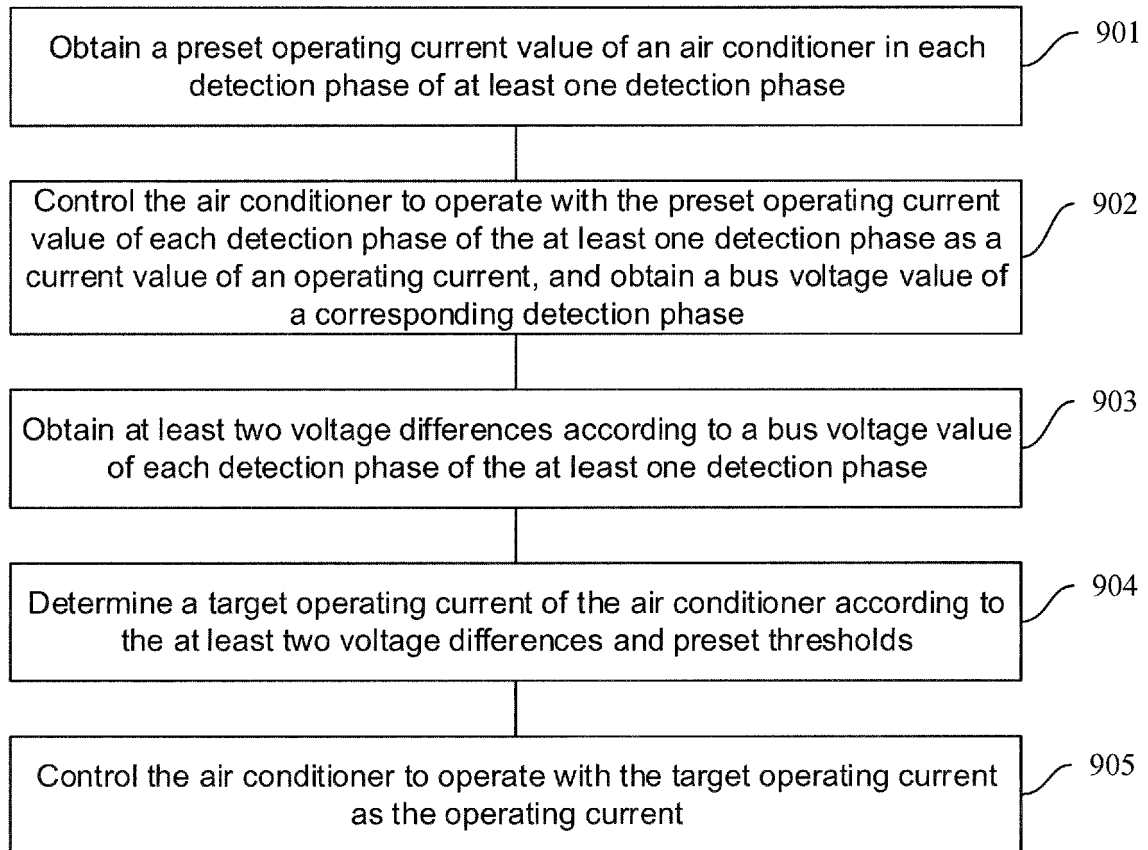 Obtain a preset operating current value of an air conditioner in each
detection phase of at least one detection phase
901
Control the air conditioner to operate with the preset operating current
value of each detection phase of the at least one detection phase as a
current value of an operating current, and obtain a bus voltage value of
a corresponding detection phase
902
Obtain at least two voltage differences according to a bus voltage value
of each detection phase of the at least one detection phase
903
Determine a target operating current of the air conditioner according to
the at least two voltage differences and preset thresholds
904
Control the air conditioner to operate with the target operating current
as the operating current
905